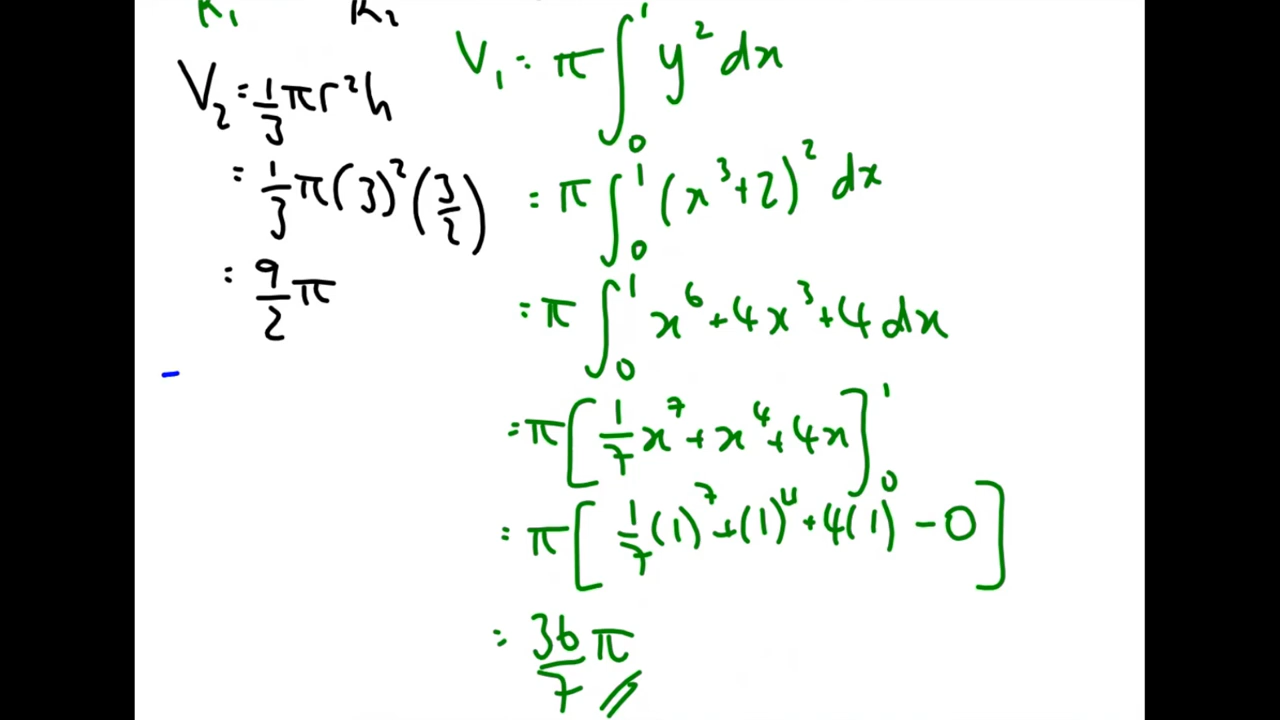 R₁ R₂
V₂ = 1/3 πr²h
= 1/3 π(3)²(3/2)
= 9/2 π
V₁ = π∫₀¹ y² dx
= π∫₀¹ (x³+2)² dx
= π∫₀¹ x⁶+4x³+4 dx
= π[1/7 x⁷+x⁴+4x]₀¹
= π[1/7(1)⁷+(1)⁴+4(1)-0]
= 36/7 π